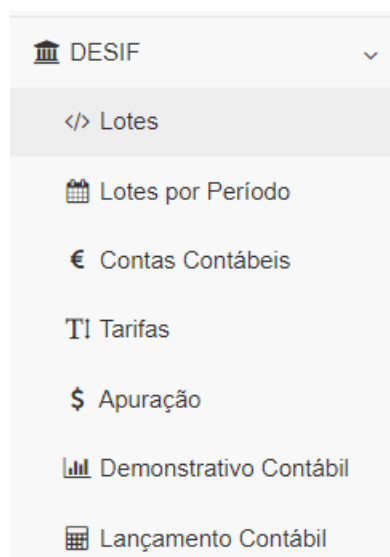 DESIF
Lotes
Lotes por Período
Contas Contábeis
Tarifas
Apuração
Demonstrativo Contábil
Lançamento Contábil